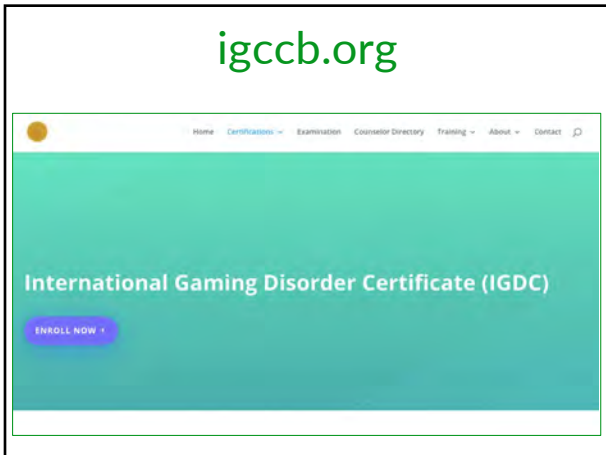 igccb.org
Home Certifications Examination Counselor Directory Training About Contact
International Gaming Disorder Certificate (IGDC)
ENROLL NOW